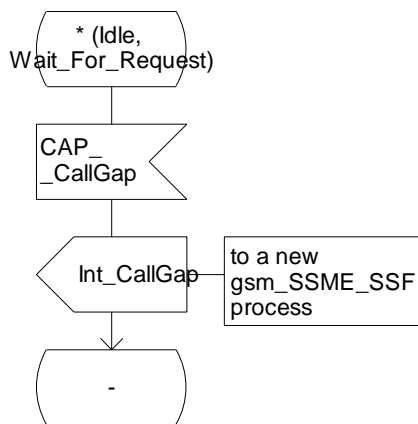 * (Idle,
Wait_For_Request)
CAP_
_CallGap
Int_CallGap
to a new
gsm_SSME_SSF
process
-